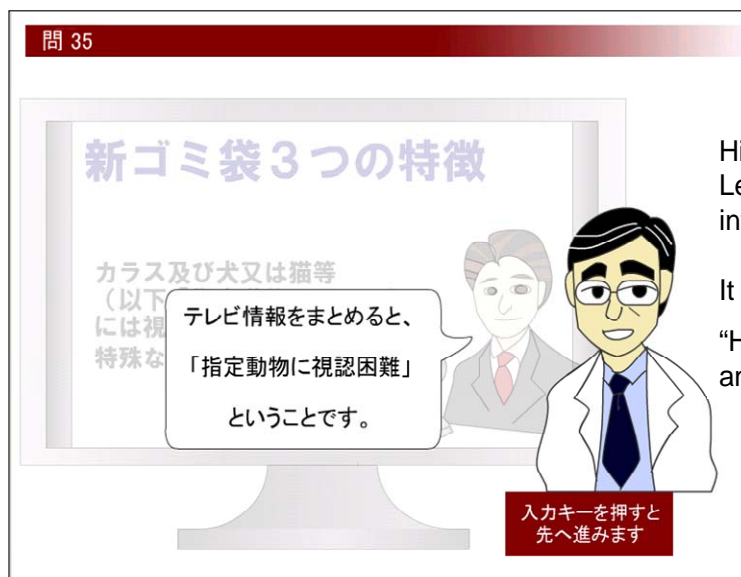 問 35
新ゴミ袋3つの特徴
カラス及び犬又は猫等
(以下
には視
特殊な
テレビ情報をまとめると、
「指定動物に視認困難」
ということです。
入力キーを押すと
先へ進みます
Hi
Le
in
It
“H
ar